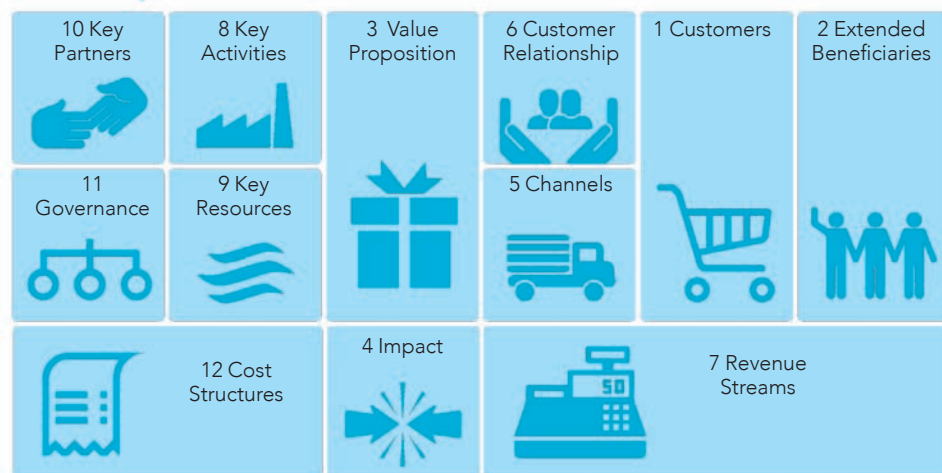 10 Key
Partners
8 Key
Activities
3 Value
Proposition
6 Customer
Relationship
1 Customers
2 Extended
Beneficiaries
11
Governance
9 Key
Resources
5 Channels
12 Cost
Structures
4 Impact
7 Revenue
Streams
50